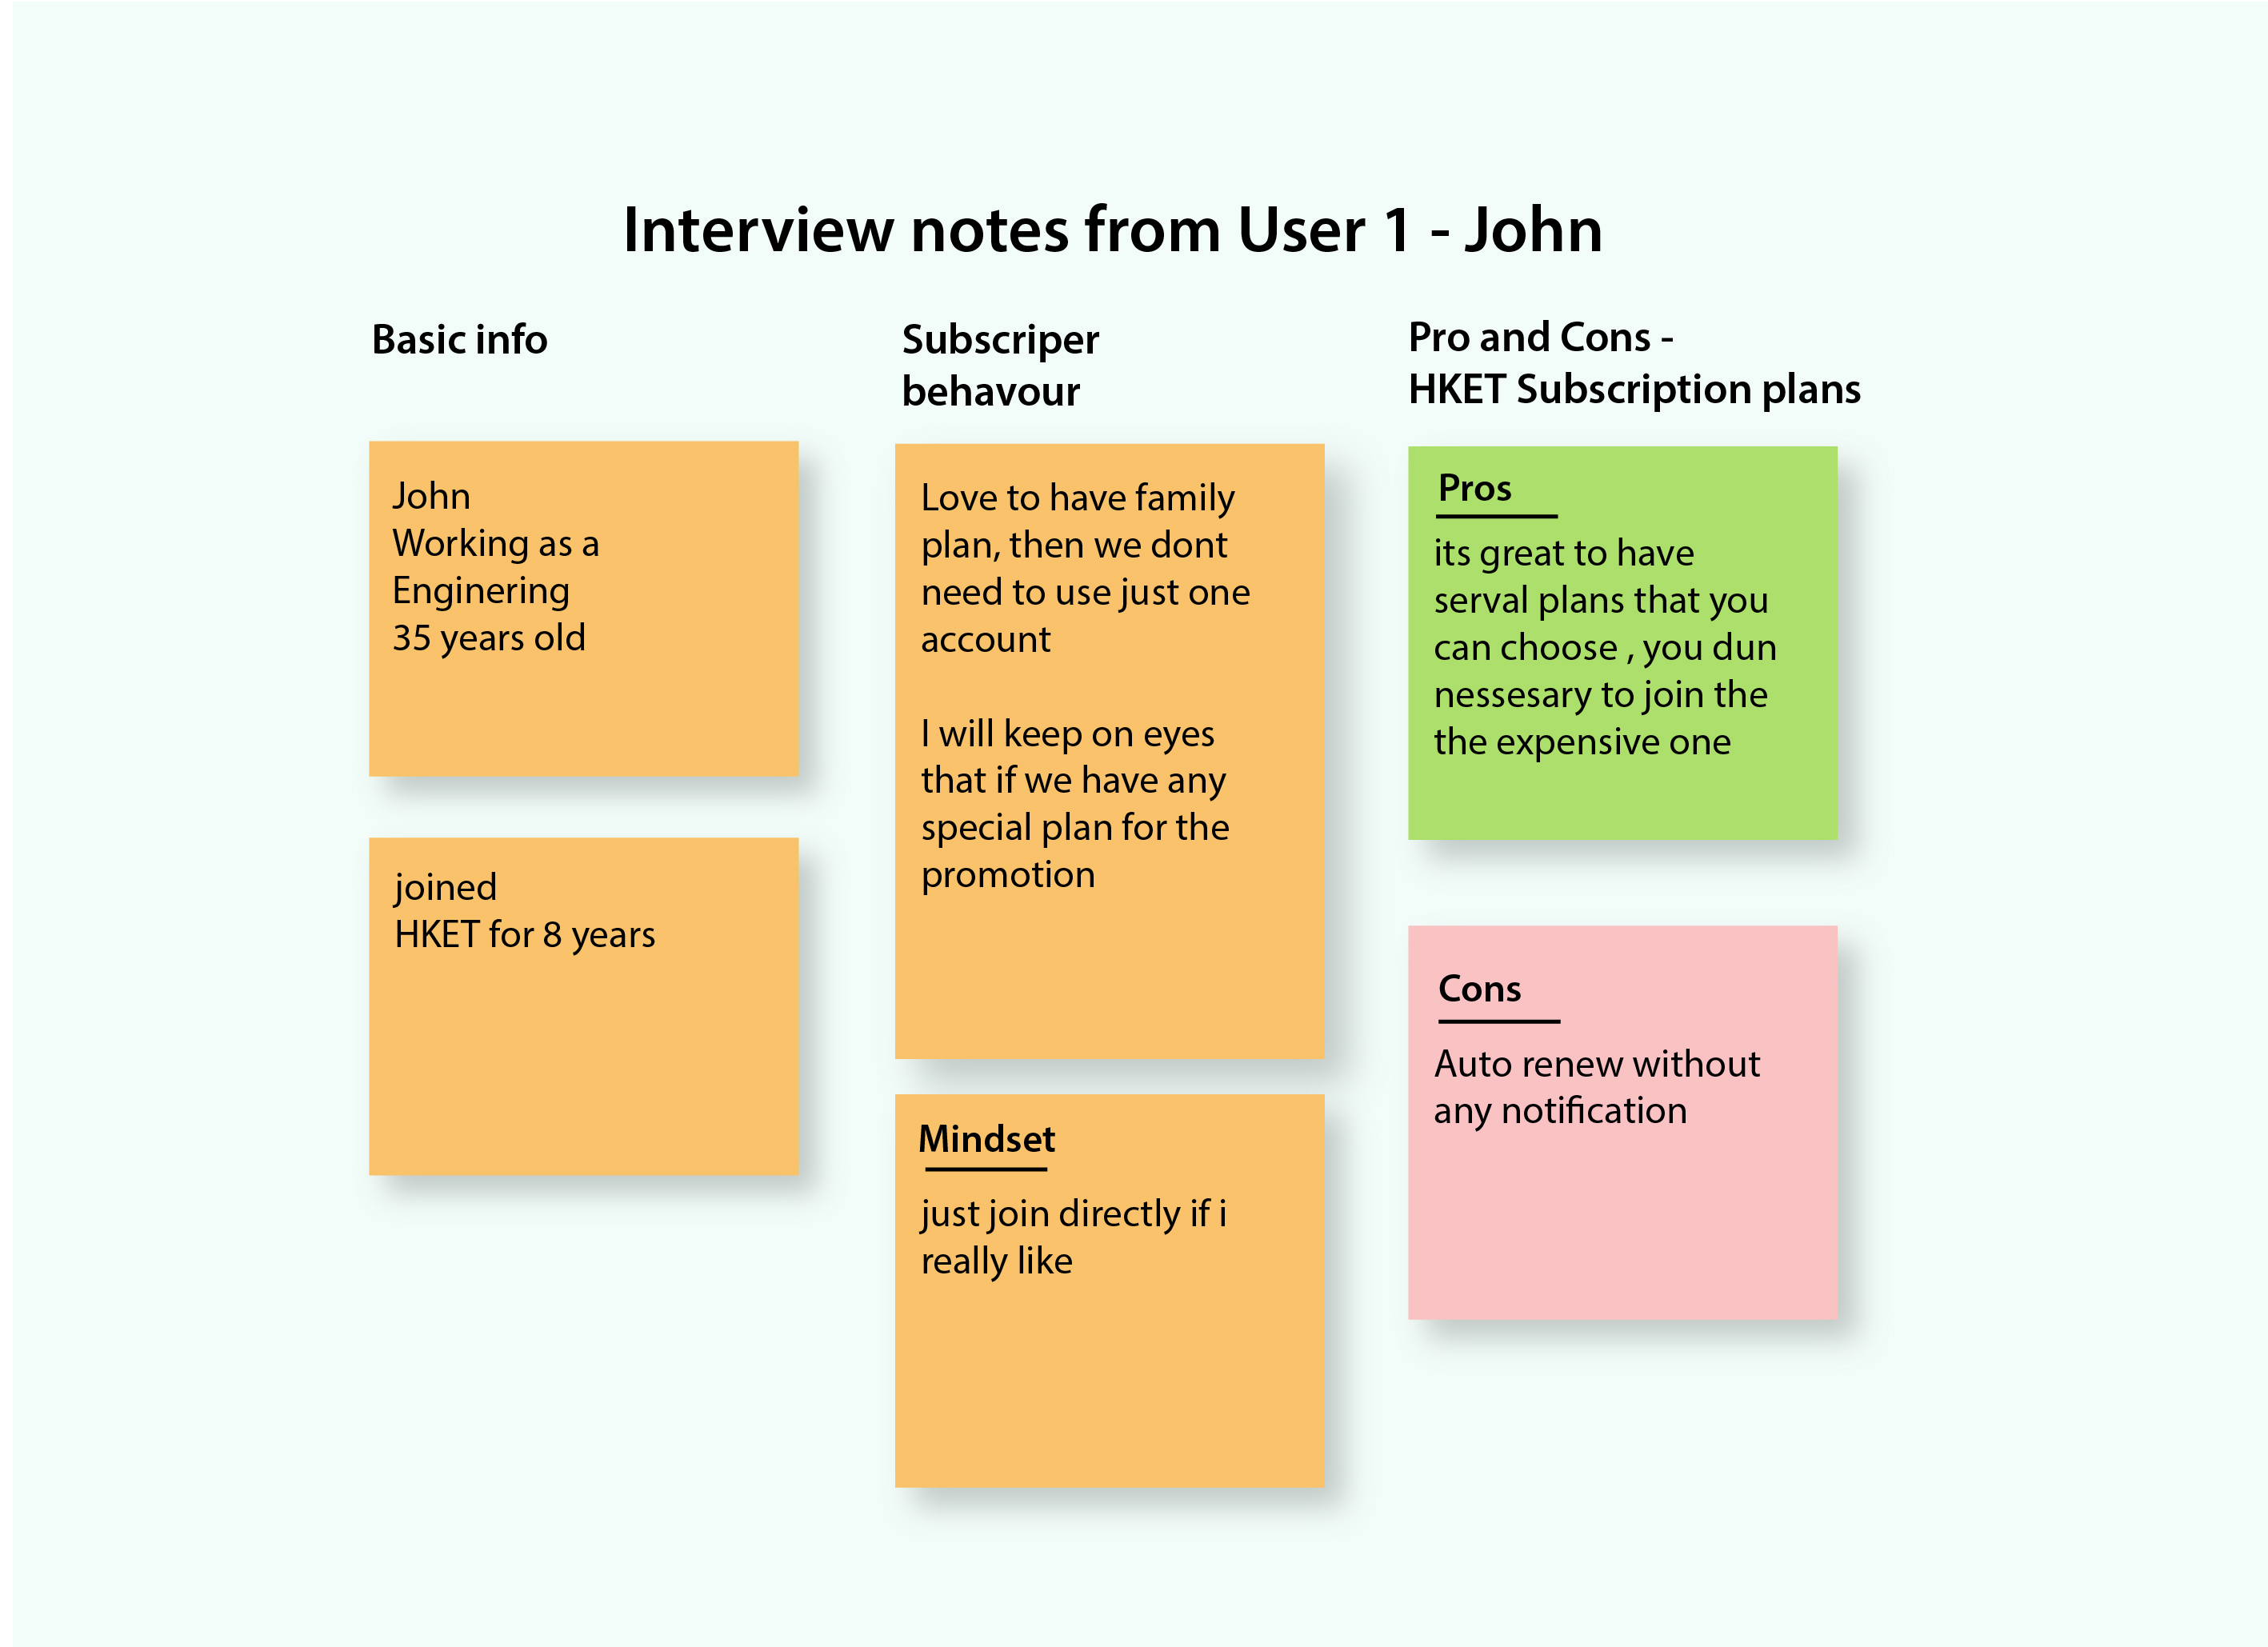 Interview notes from User 1 - John
Basic info
John
Working as a
Enginering
35 years old
joined
HKET for 8 years
Subscriper
behavour
Love to have family
plan, then we dont
need to use just one
account
I will keep on eyes
that if we have any
special plan for the
promotion
Mindset
just join directly if i
really like
Pro and Cons -
HKET Subscription plans
Pros
its great to have
serval plans that you
can choose , you dun
nessesary to join the
the expensive one
Cons
Auto renew without
any notification